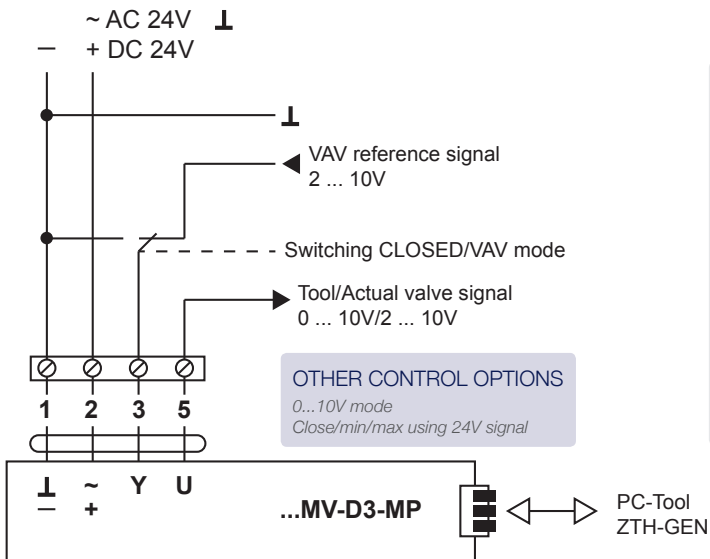 ~ AC 24V ⊥
— + DC 24V
⊥
VAV reference signal
2 ... 10V
Switching CLOSED/VAV mode
Tool/Actual valve signal
0 ... 10V/2 ... 10V
OTHER CONTROL OPTIONS
0...10V mode
Close/min/max using 24V signal
1 2 3 5
⊥ ~ Y U
— +
...MV-D3-MP
PC-Tool
ZTH-GEN